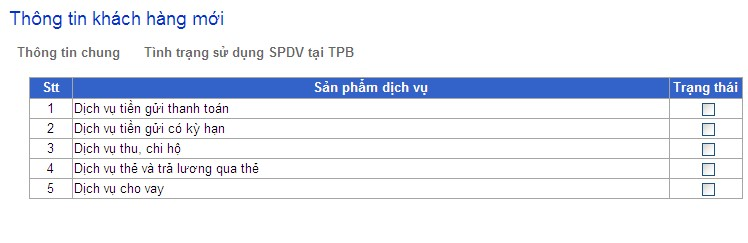 Thông tin khách hàng mới
Thông tin chung Tình trạng sử dụng SPDV tại TPB
Stt Sản phẩm dịch vụ Trạng thái
1 Dịch vụ tiền gửi thanh toán
2 Dịch vụ tiền gửi có kỳ hạn
3 Dịch vụ thu, chi hộ
4 Dịch vụ thẻ và trả lương qua thẻ
5 Dịch vụ cho vay